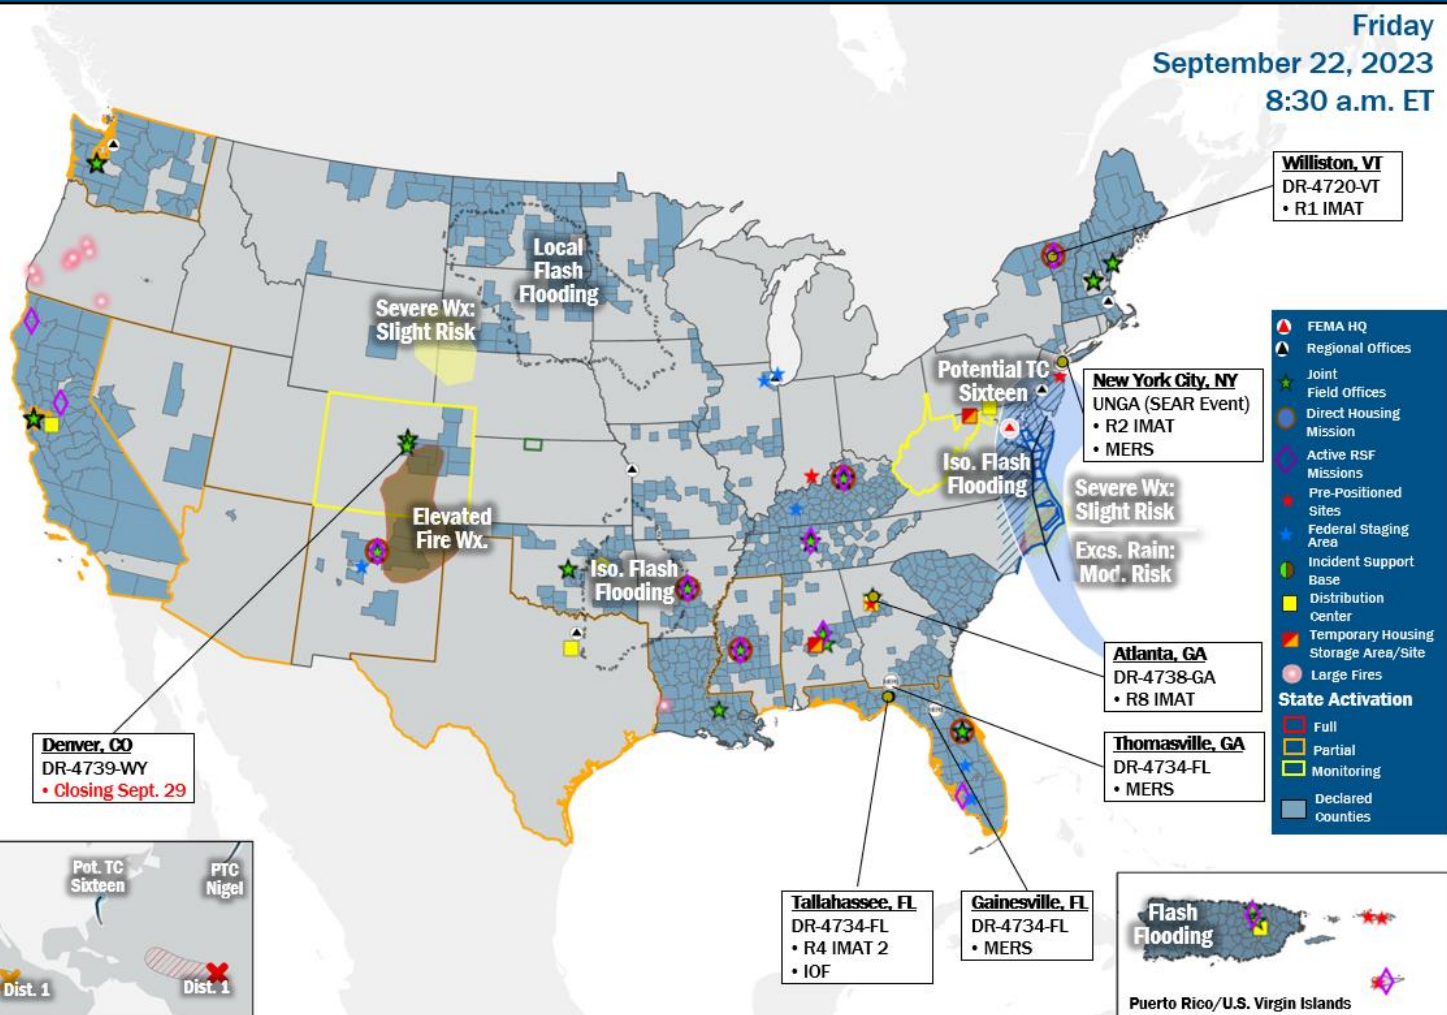 Friday
September 22, 2023
8:30 a.m. ET
Williston, VT
DR-4720-VT
• R1 IMAT
Local
Flash
Flooding
Severe Wx:
Slight Risk
FEMA HQ
Regional Offices
Joint
Field Offices
Direct Housing
Mission
Active RSF
Missions
Pre-Positioned
Sites
Federal Staging
Area
Incident Support
Base
Distribution
Center
Temporary Housing
Storage Area/Site
Large Fires
State Activation
Full
Partial
Monitoring
Declared
Counties
Potential TC
Sixteen
New York City, NY
UNGA (SEAR Event)
• R2 IMAT
• MERS
Iso. Flash
Flooding
Severe Wx:
Slight Risk
Excs. Rain:
Mod. Risk
Elevated
Fire Wx.
Iso. Flash
Flooding
Atlanta, GA
DR-4738-GA
• R8 IMAT
Thomasville, GA
DR-4734-FL
• MERS
Denver, CO
DR-4739-WY
• Closing Sept. 29
Tallahassee, FL
DR-4734-FL
• R4 IMAT 2
• IOF
Gainesville, FL
DR-4734-FL
• MERS
Pot. TC
Sixteen
PTC
Nigel
Dist. 1
Dist. 1
Flash
Flooding
Puerto Rico/U.S. Virgin Islands